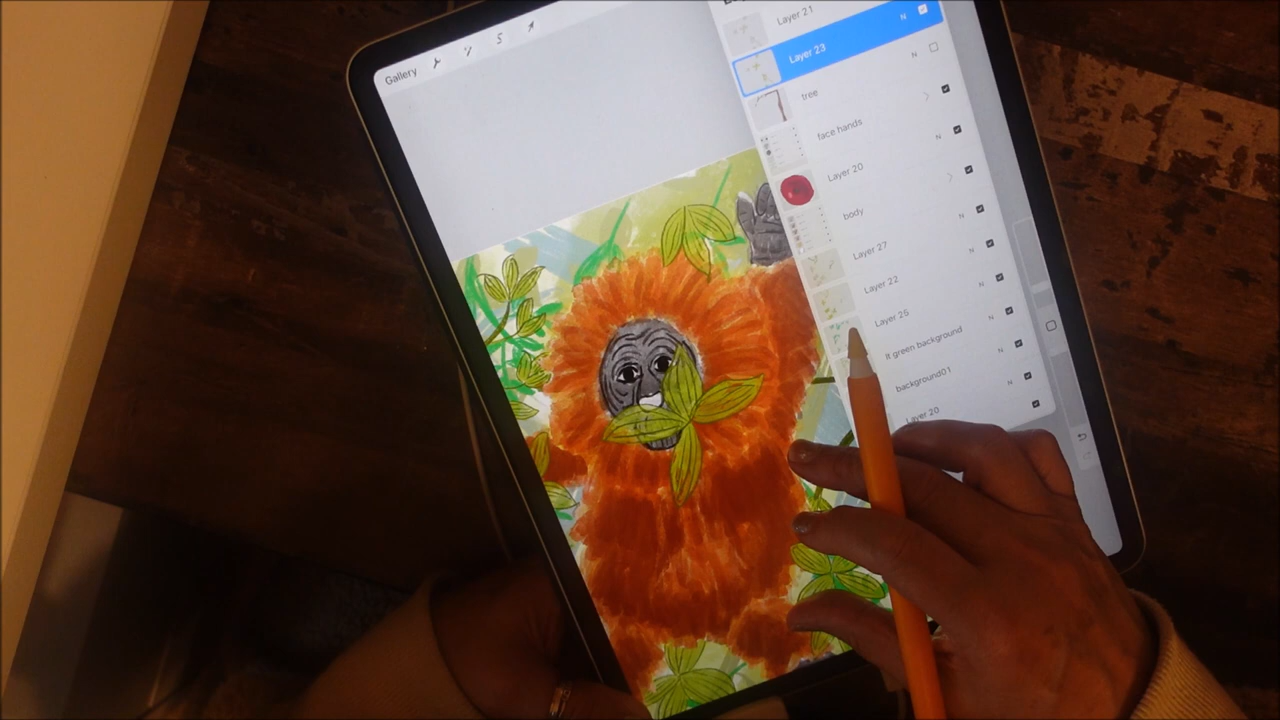 Gallery
Layer 21
Layer 23
N
N
tree
face hands
N
Layer 20
body
N
Layer 27
N
Layer 22
N
Layer 25
N
lt green background
N
background01
N
Layer 20